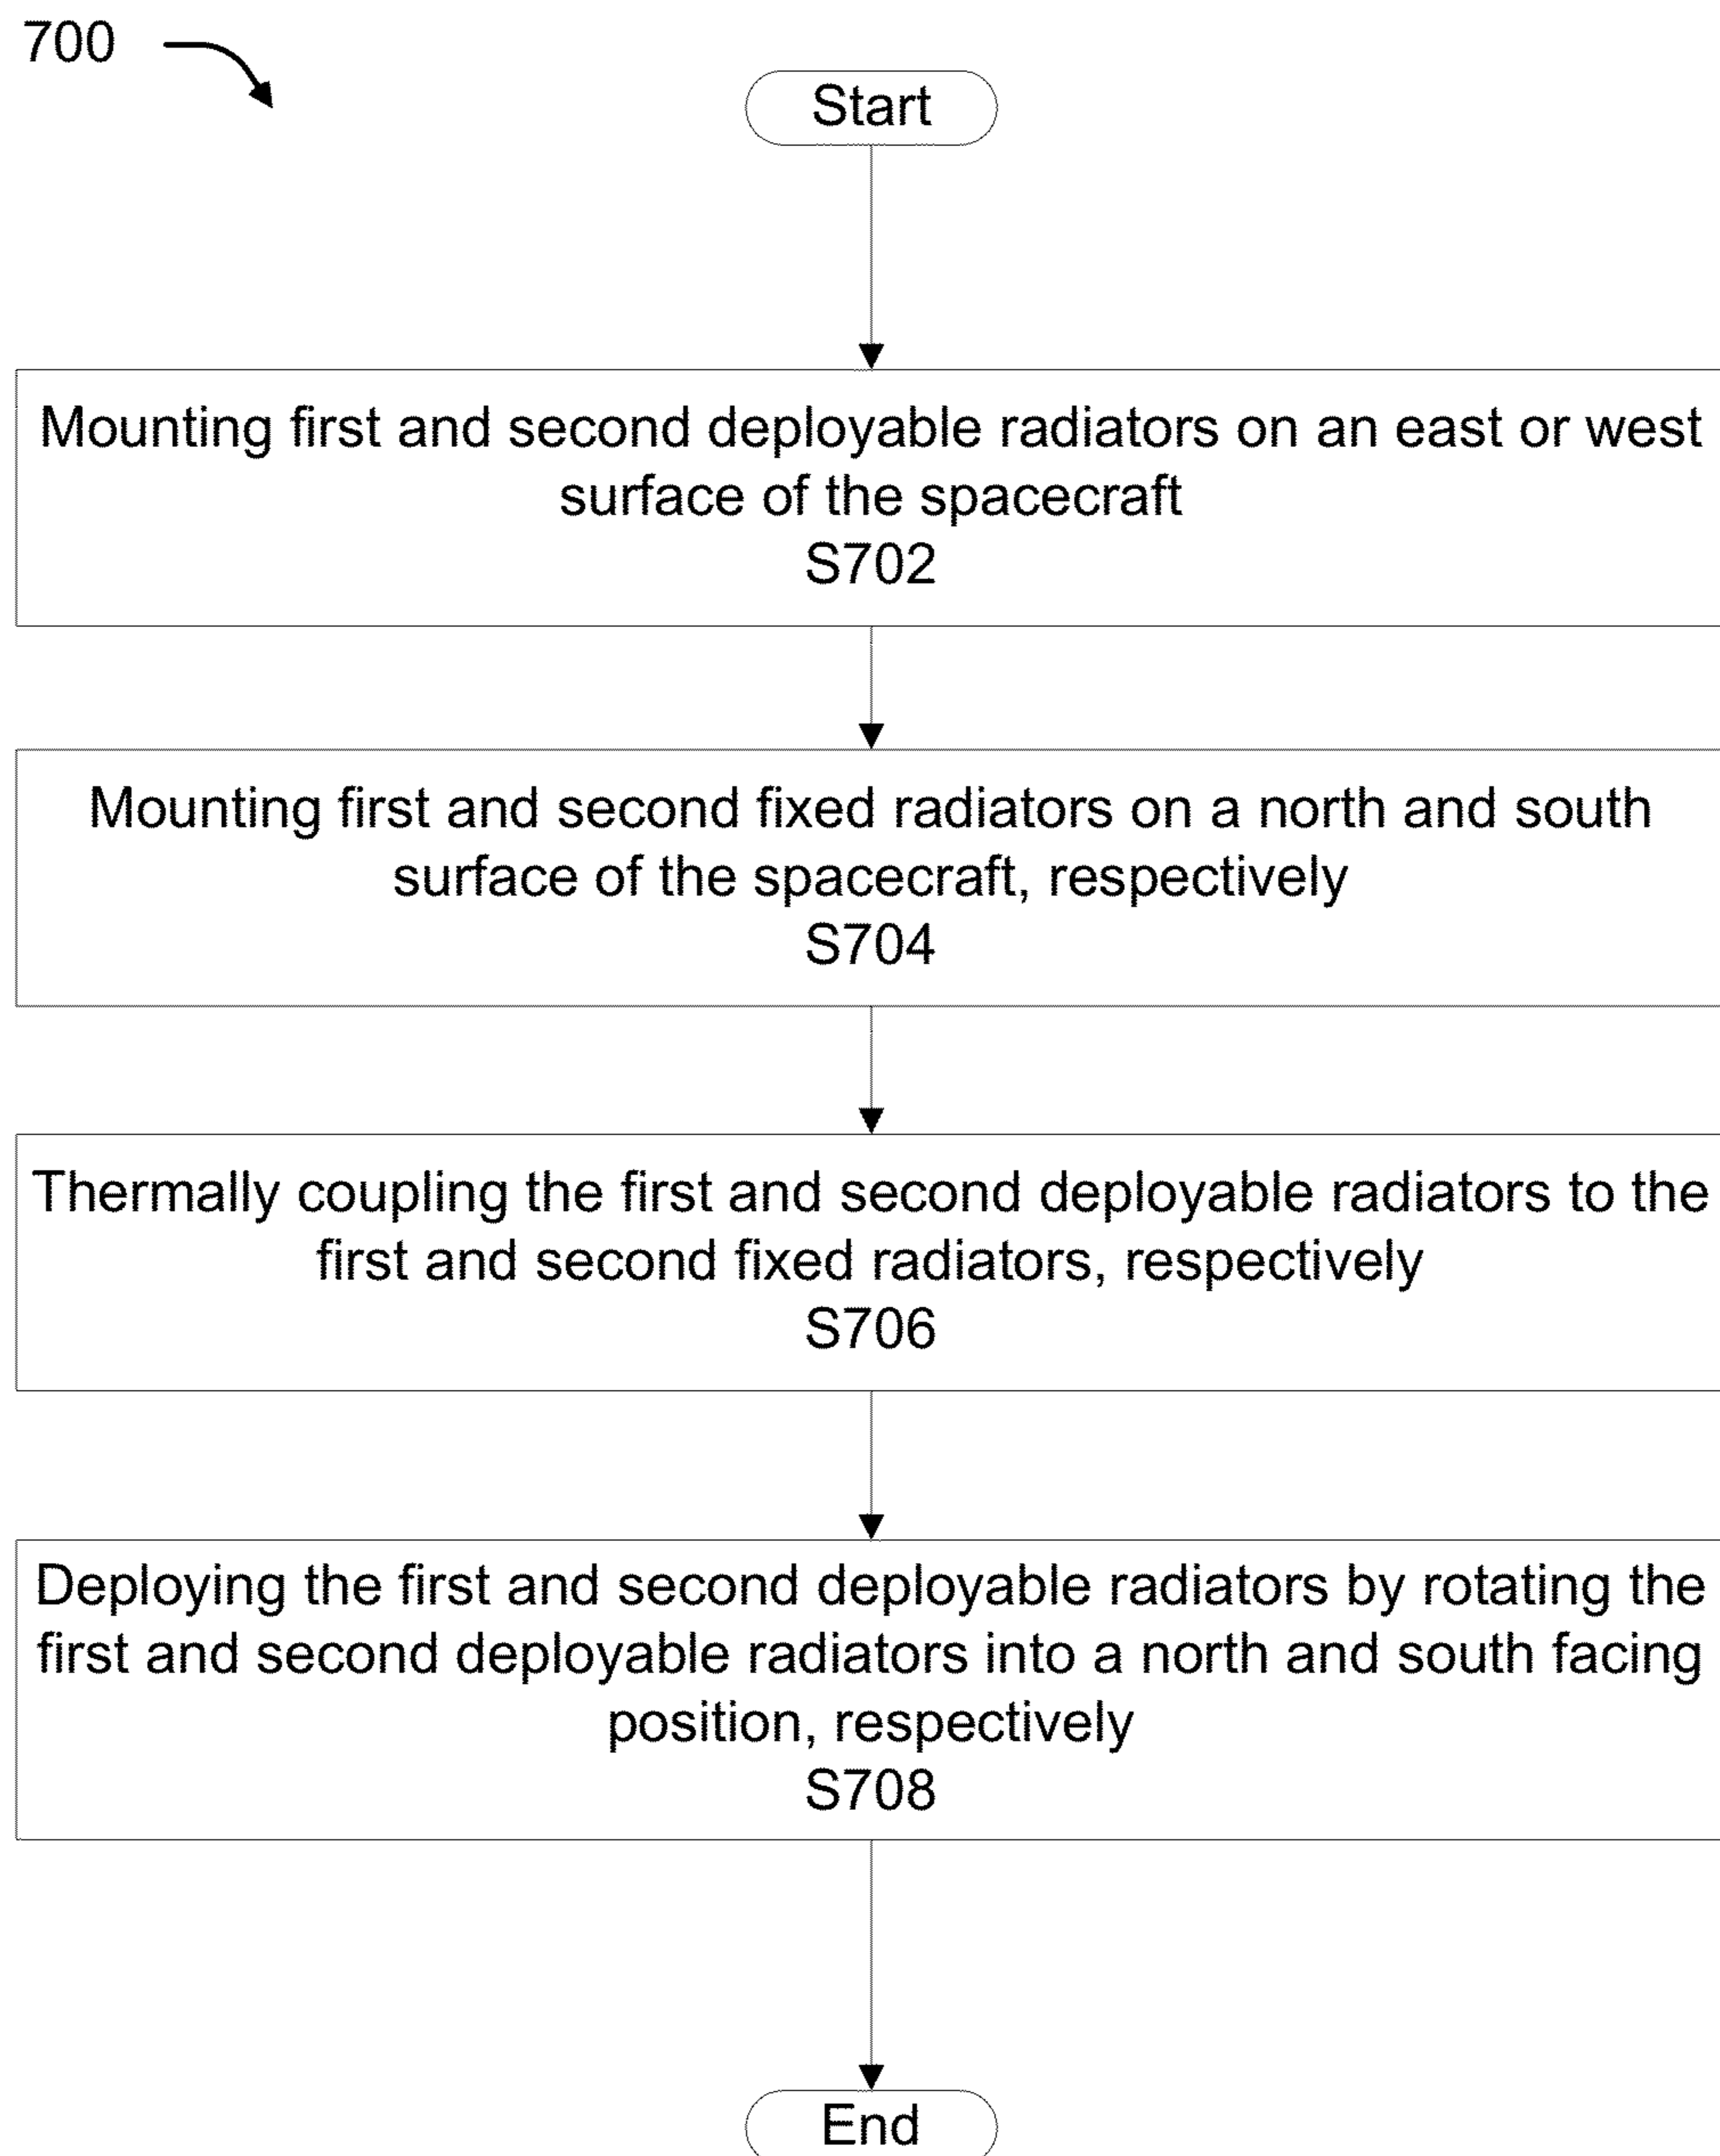 700
Start
Mounting first and second deployable radiators on an east or west
surface of the spacecraft
S702
Mounting first and second fixed radiators on a north and south
surface of the spacecraft, respectively
S704
Thermally coupling the first and second deployable radiators to the
first and second fixed radiators, respectively
S706
Deploying the first and second deployable radiators by rotating the
first and second deployable radiators into a north and south facing
position, respectively
S708
End